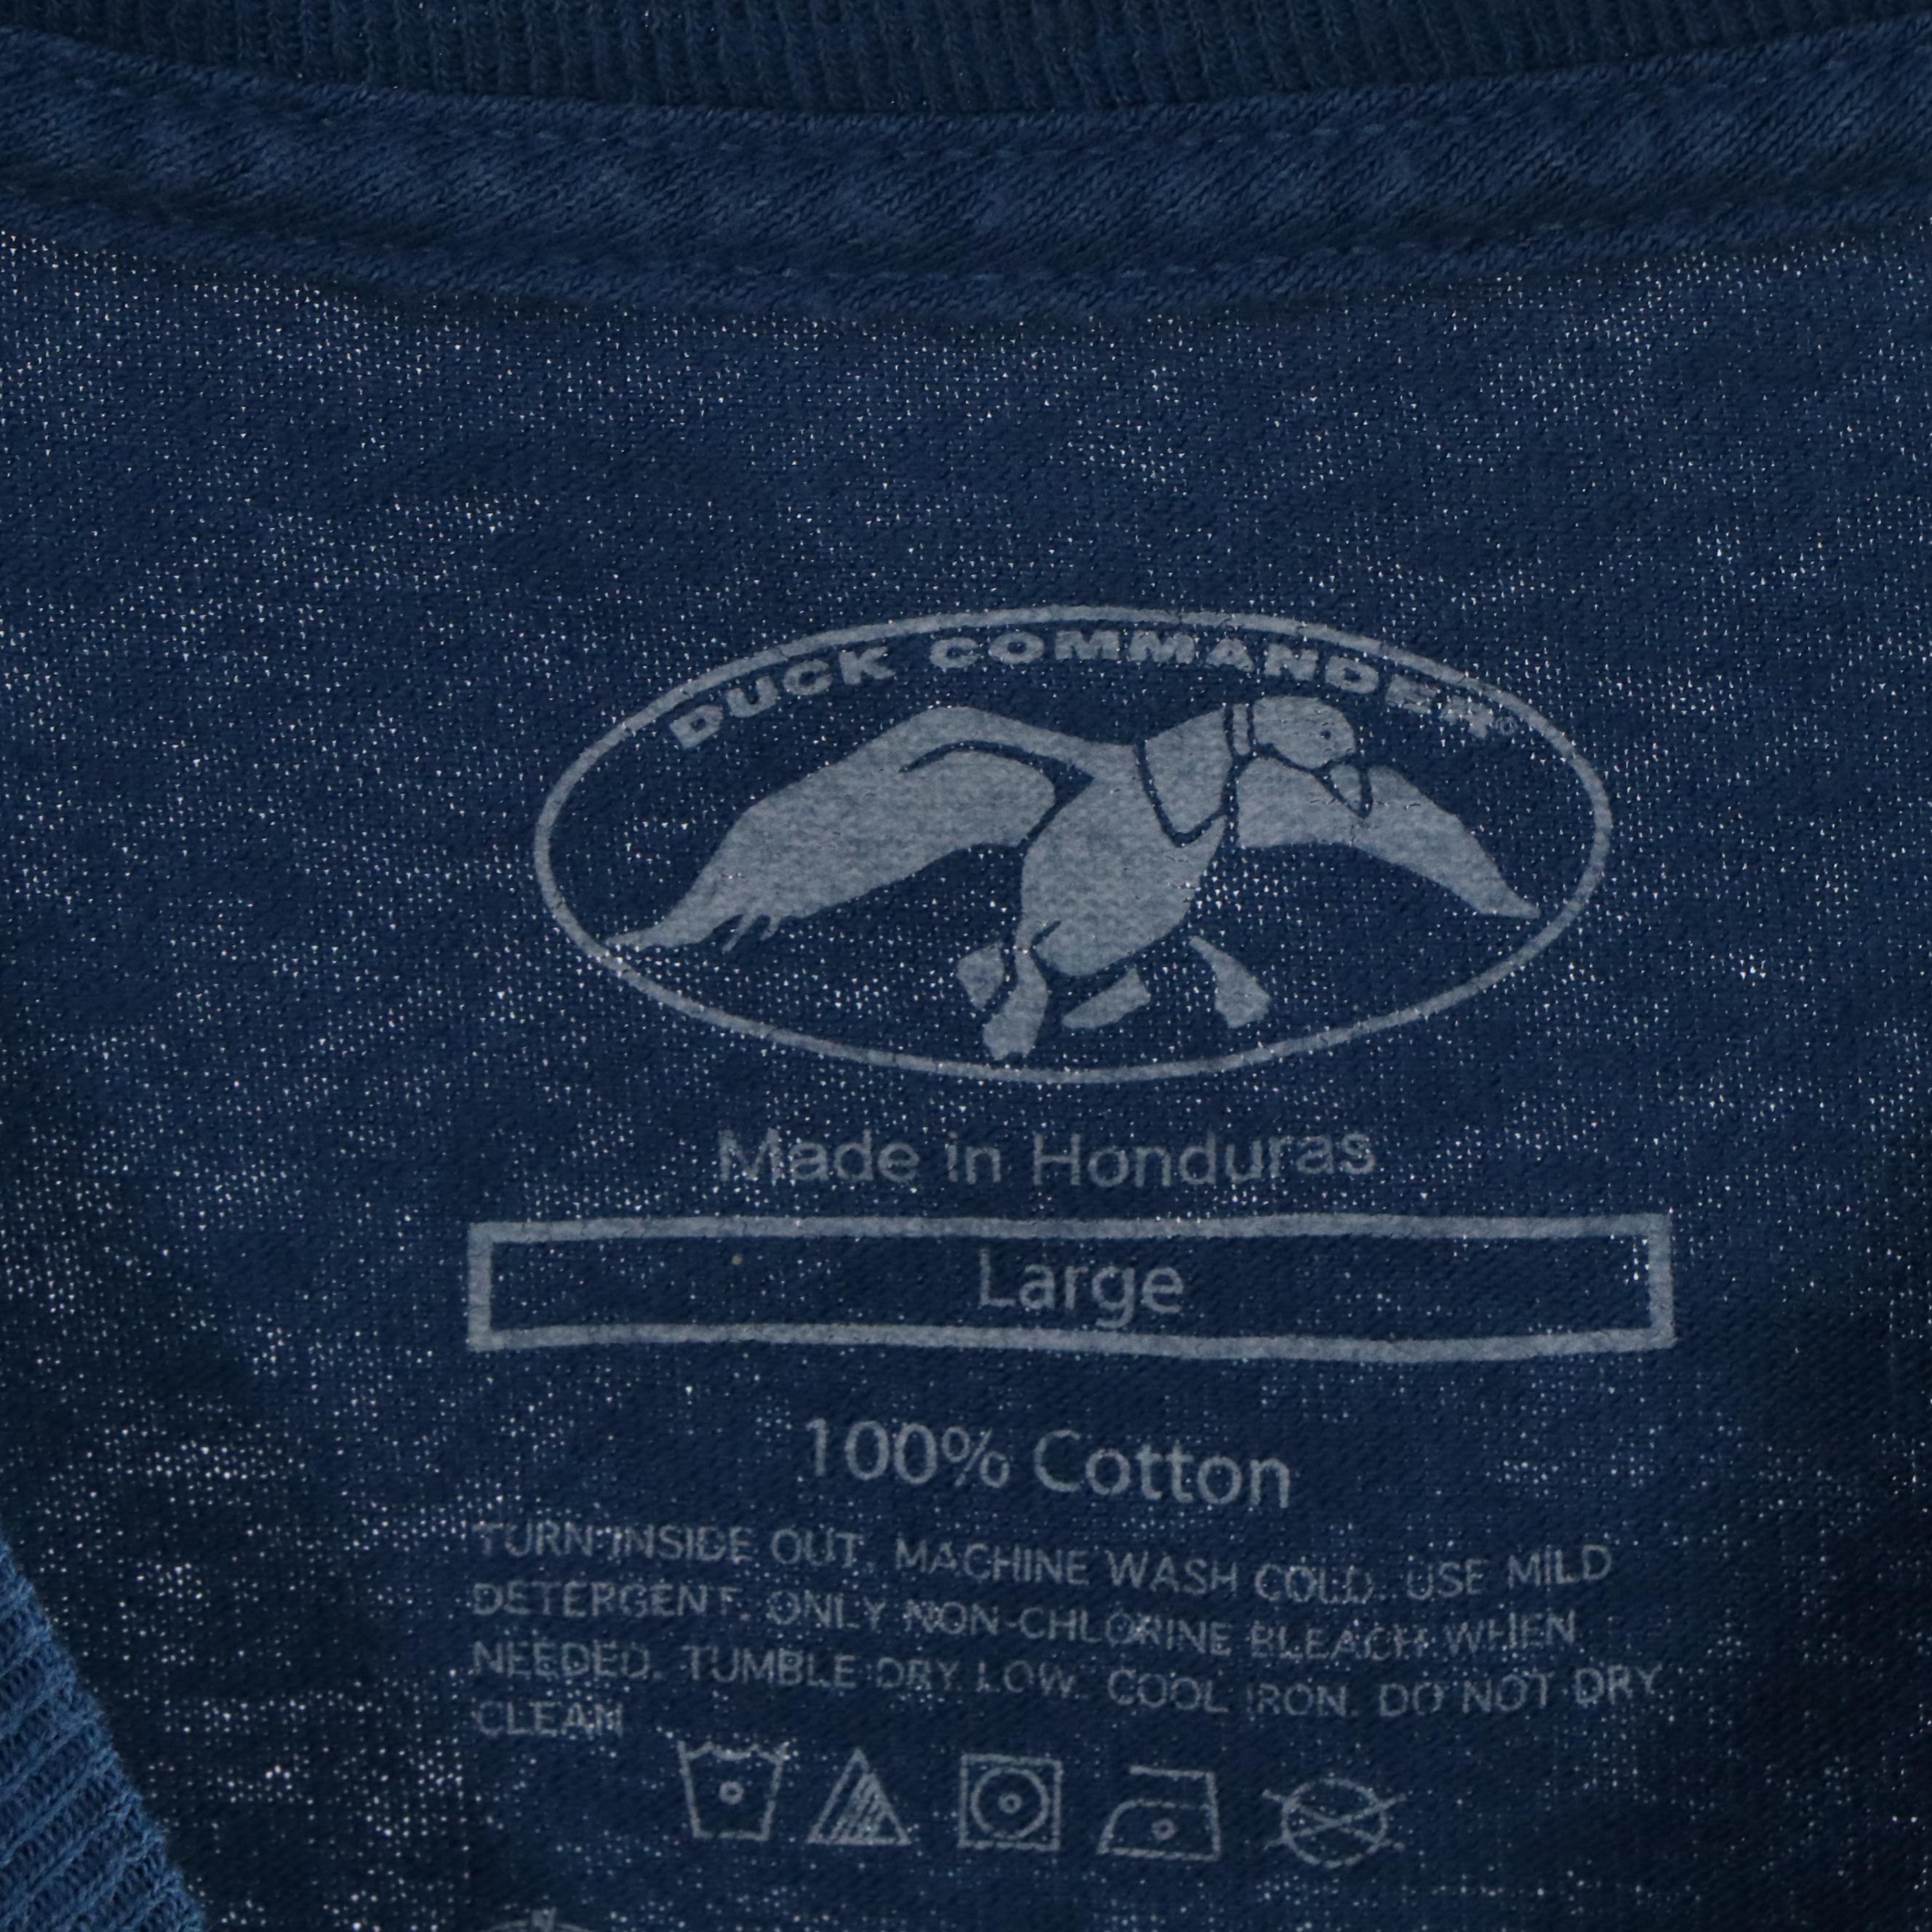 DUCK COMMANDER®
Made in Honduras
Large
100% Cotton
TURN INSIDE OUT. MACHINE WASH COLD. USE MILD
DETERGENT. ONLY NON-CHLORINE BLEACH WHEN
NEEDED. TUMBLE DRY LOW. COOL IRON. DO NOT DRY
CLEAN